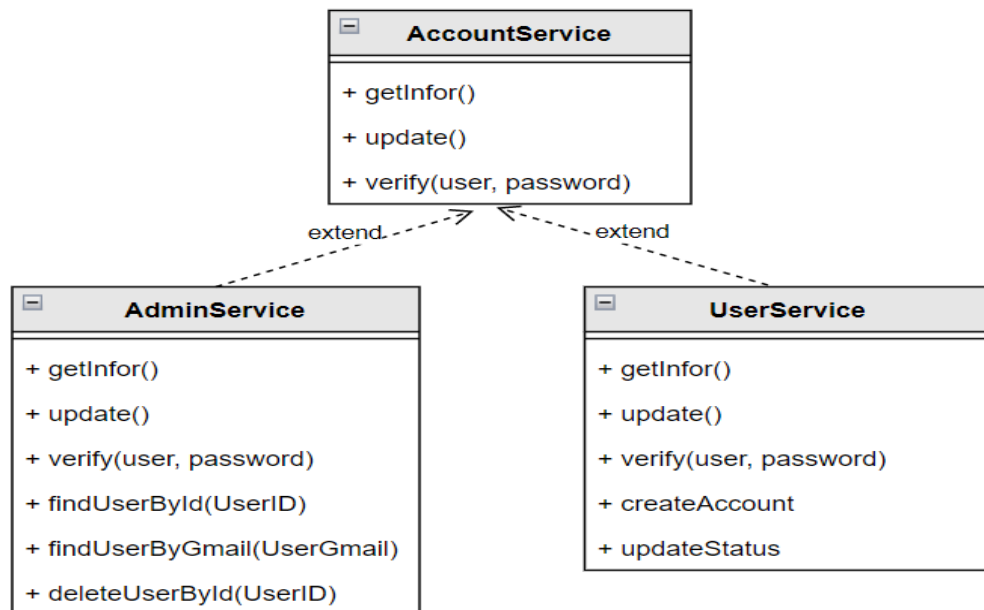 AccountService
+ getInfor()
+ update()
+ verify(user, password)
extend
extend
AdminService
+ getInfor()
+ update()
+ verify(user, password)
+ findUserById(UserID)
+ findUserByGmail(UserGmail)
+ deleteUserById(UserID)
UserService
+ getInfor()
+ update()
+ verify(user, password)
+ createAccount
+ updateStatus